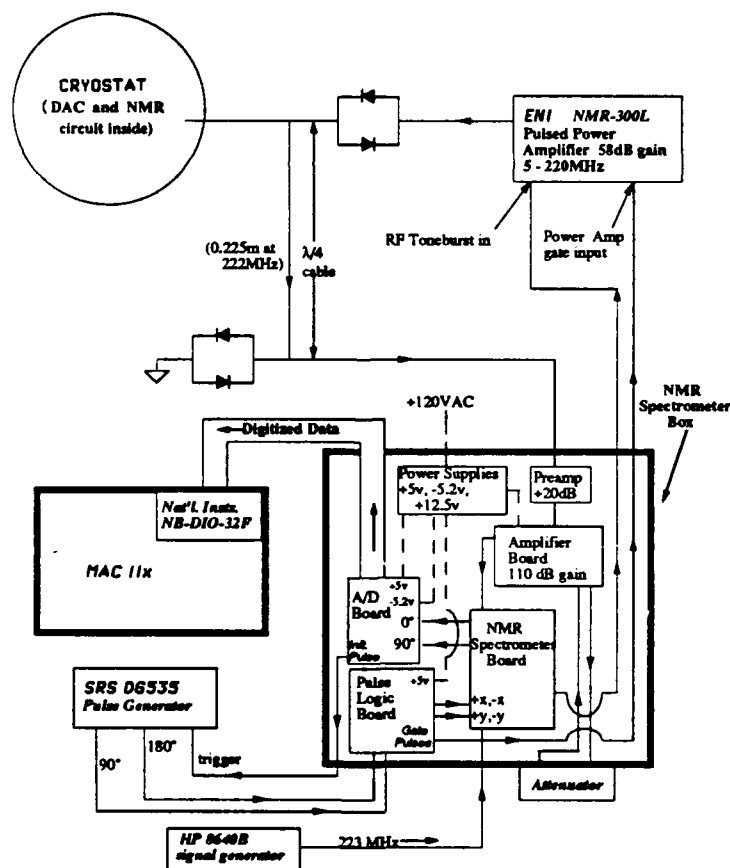 CRYOSTAT
(DAC and NMR
circuit inside)
ENI NMR-300L
Pulsed Power
Amplifier 58dB gain
5 - 220MHz
RF Toneburst in
Power Amp
gate input
(0.225m at
222MHz)
λ/4
cable
NMR
Spectrometer
Box
+120VAC
Digitized Data
Power Supplies
+5v, -5.2v,
+12.5v
Preamp
+20dB
Nat'l. Instr.
NB-DIO-32F
MAC IIx
Amplifier
Board
110 dB gain
A/D
Board
+5v
-5.2v
0°
90°
Init.
Pulse
NMR
Spectrometer
Board
+x,-x
+y,-y
Pulse
Logic
Board
+5v
Gate
Pulses
SRS DG535
Pulse Generator
90°
180°
trigger
Attenuator
HP 8640B
signal generator
223 MHz